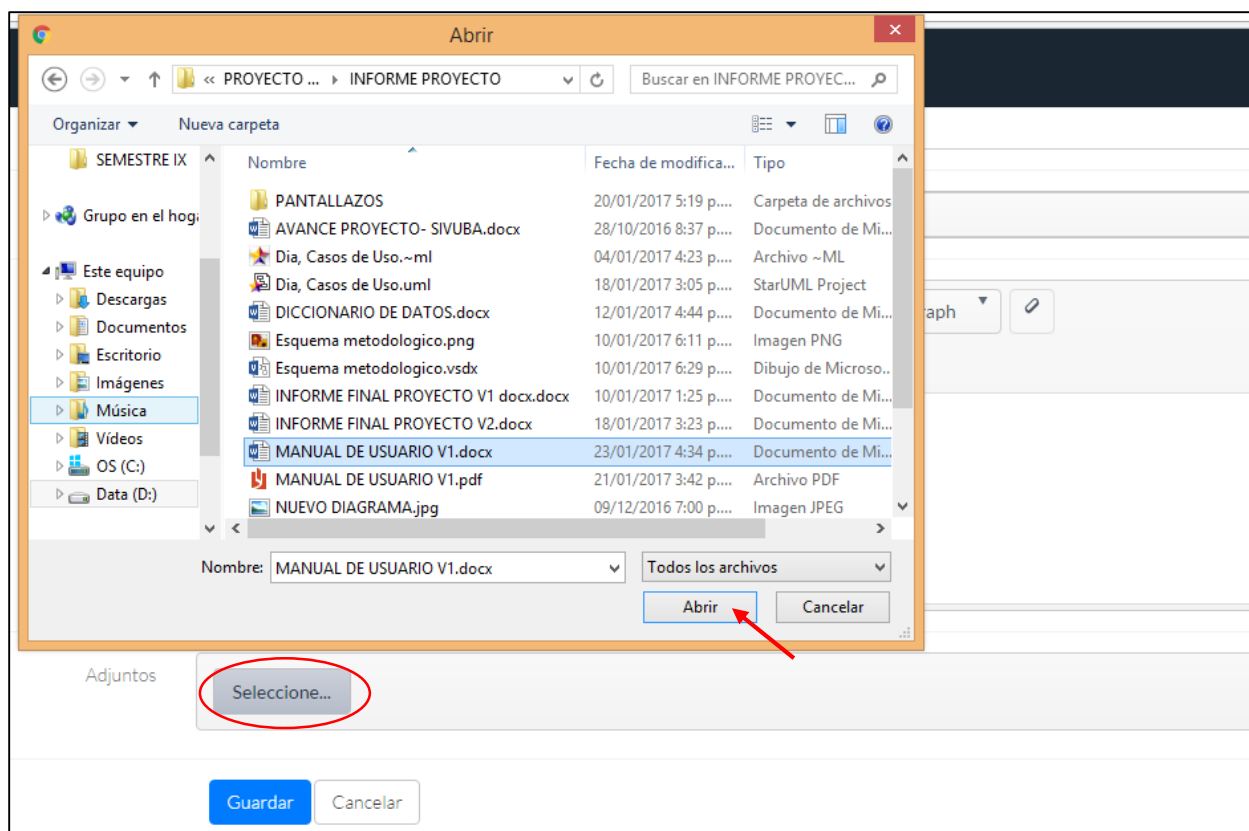 Abrir
« PROYECTO ... INFORME PROYECTO Buscar en INFORME PROYEC...
Organizar Nueva carpeta
SEMESTRE IX
Grupo en el hoga
Este equipo
Descargas
Documentos
Escritorio
Imágenes
Música
Vídeos
OS (C:)
Data (D:)
Nombre Fecha de modifica... Tipo
PANTALLAZOS 20/01/2017 5:19 p.... Carpeta de archivos
AVANCE PROYECTO- SIVUBA.docx 28/10/2016 8:37 p.... Documento de Mi...
Dia, Casos de Uso.~ml 04/01/2017 4:23 p.... Archivo ~ML
Dia, Casos de Uso.uml 18/01/2017 3:05 p.... StarUML Project
DICCIONARIO DE DATOS.docx 12/01/2017 4:44 p.... Documento de Mi...
Esquema metodologico.png 10/01/2017 6:11 p.... Imagen PNG
Esquema metodologico.vsdx 10/01/2017 6:29 p.... Dibujo de Microso..
INFORME FINAL PROYECTO V1 docx.docx 10/01/2017 1:25 p.... Documento de Mi...
INFORME FINAL PROYECTO V2.docx 18/01/2017 3:23 p.... Documento de Mi...
MANUAL DE USUARIO V1.docx 23/01/2017 4:34 p.... Documento de Mi...
MANUAL DE USUARIO V1.pdf 21/01/2017 3:42 p.... Archivo PDF
NUEVO DIAGRAMA.jpg 09/12/2016 7:00 p.... Imagen JPEG
Nombre: MANUAL DE USUARIO V1.docx Todos los archivos
Abrir Cancelar
raph
Adjuntos Seleccione...
Guardar Cancelar